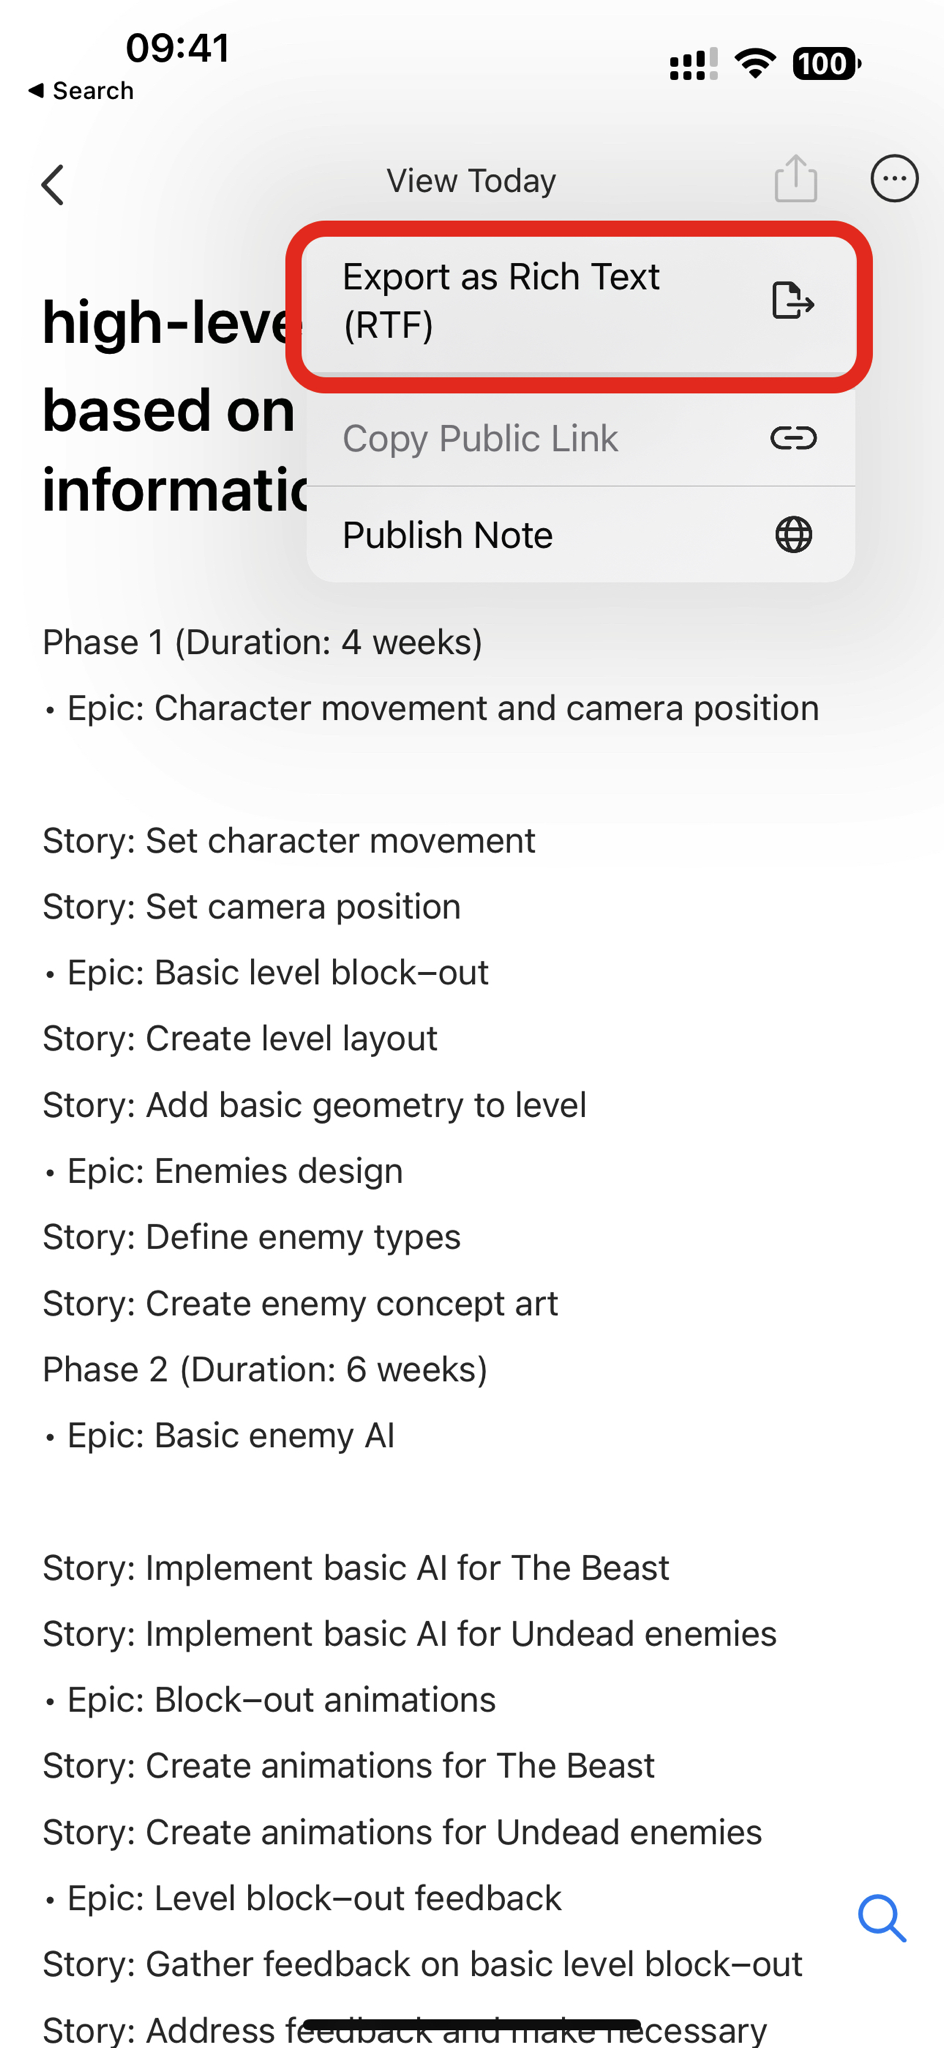 09:41
100
◀ Search
View Today
Export as Rich Text
(RTF)
Copy Public Link
Publish Note
high-leve
based on
informatic
Phase 1 (Duration: 4 weeks)
• Epic: Character movement and camera position
Story: Set character movement
Story: Set camera position
• Epic: Basic level block–out
Story: Create level layout
Story: Add basic geometry to level
• Epic: Enemies design
Story: Define enemy types
Story: Create enemy concept art
Phase 2 (Duration: 6 weeks)
• Epic: Basic enemy AI
Story: Implement basic AI for The Beast
Story: Implement basic AI for Undead enemies
• Epic: Block–out animations
Story: Create animations for The Beast
Story: Create animations for Undead enemies
• Epic: Level block–out feedback
Story: Gather feedback on basic level block–out
Story: Address feedback and make necessary